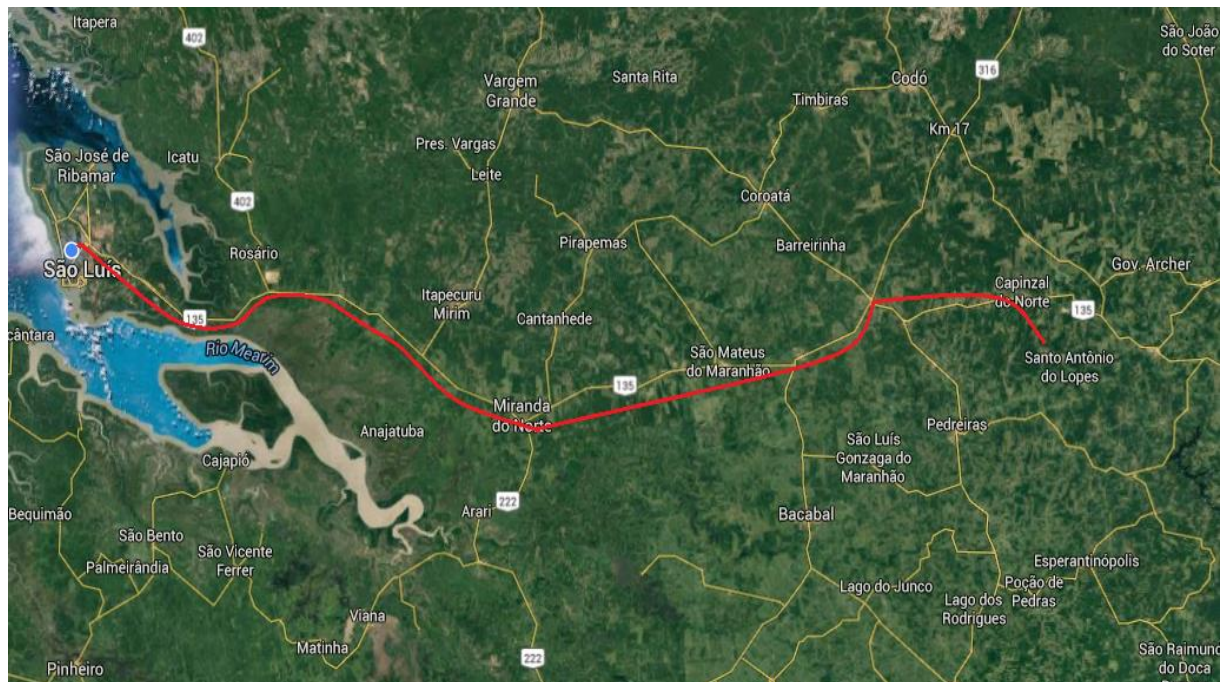 Itapera
402
São João
do Soter
Vargem
Grande
Santa Rita
316
Codó
Timbiras
Km 17
Pres. Vargas
São José de
Ribamar
Icatu
Leite
402
Coroatá
Rosário
Pirapemas
Barreirinha
São Luís
Gov. Archer
Itapecuru
Mirim
Capinzal
do Norte
135
135
Cantanhede
cântara
Rio Mearim
São Mateus
do Maranhão
Santo Antônio
do Lopes
135
Miranda
do Norte
Anajatuba
Pedreiras
São Luís
Gonzaga do
Maranhão
Cajapió
222
Arari
Bacabal
Bequimão
São Bento
São Vicente
Ferrer
Palmeirândia
Esperantinópolis
Lago do Junco
Poção de
Pedras
Lago dos
Rodrigues
Viana
Matinha
222
São Raimun
do Doca
Pinheiro